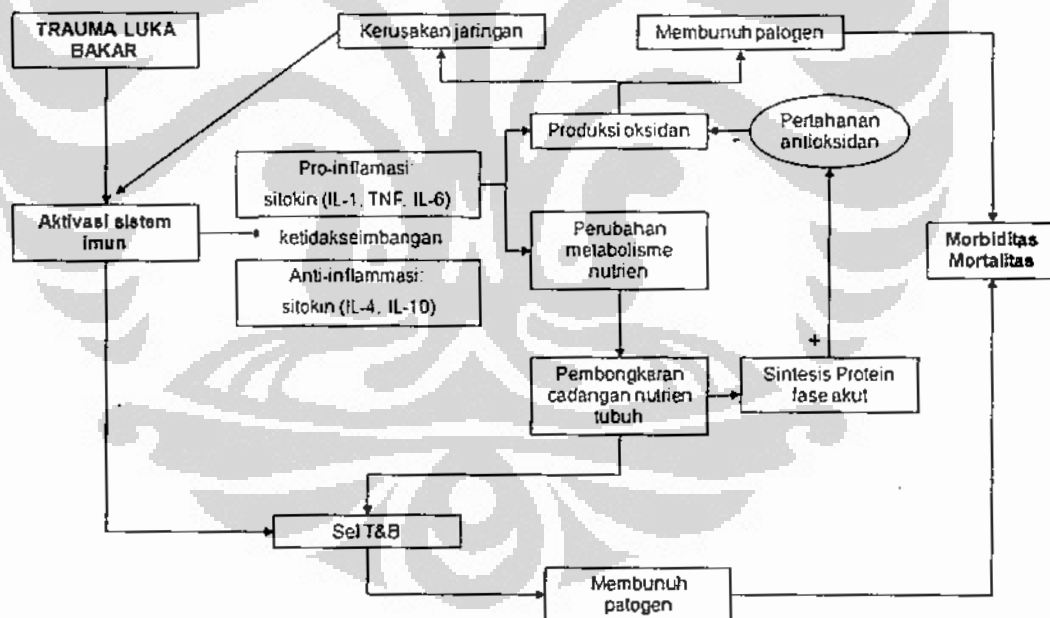 TRAUMA LUKA
BAKAR
Kerusakan jaringan
Membunuh patogen
Produksi oksidan
-
Pertahanan
antioksidan
Pro-inflamasi:
sitokin (IL-1, TNF, IL-6)
Aktivasi sistem
imun
ketidakseimbangan
Perubahan
metabolisme
nutrien
Morbiditas
Mortalitas
Anti-inflammasi:
sitokin (IL-4, IL-10)
+
Pembongkaran
cadangan nutrien
tubuh
Sintesis Protein
fase akut
Sel T&B
Membunuh
patogen